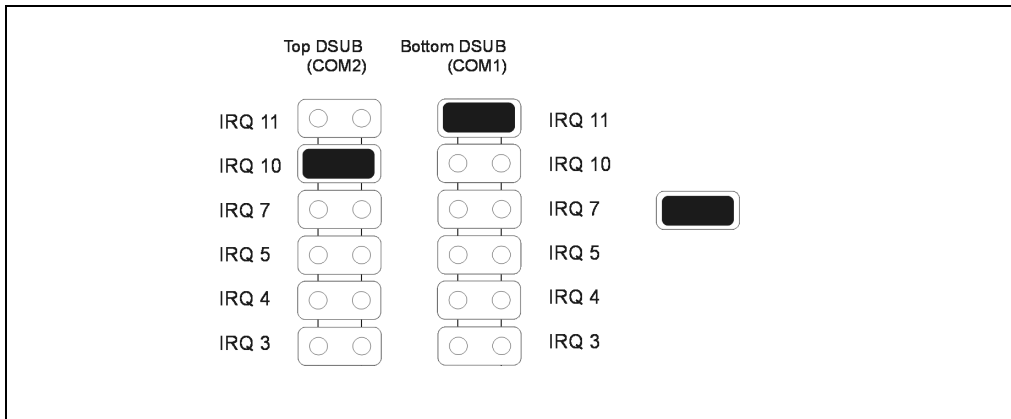 Top DSUB Bottom DSUB
(COM2) (COM1)
IRQ 11 IRQ 11
IRQ 10 IRQ 10
IRQ 7 IRQ 7
IRQ 5 IRQ 5
IRQ 4 IRQ 4
IRQ 3 IRQ 3